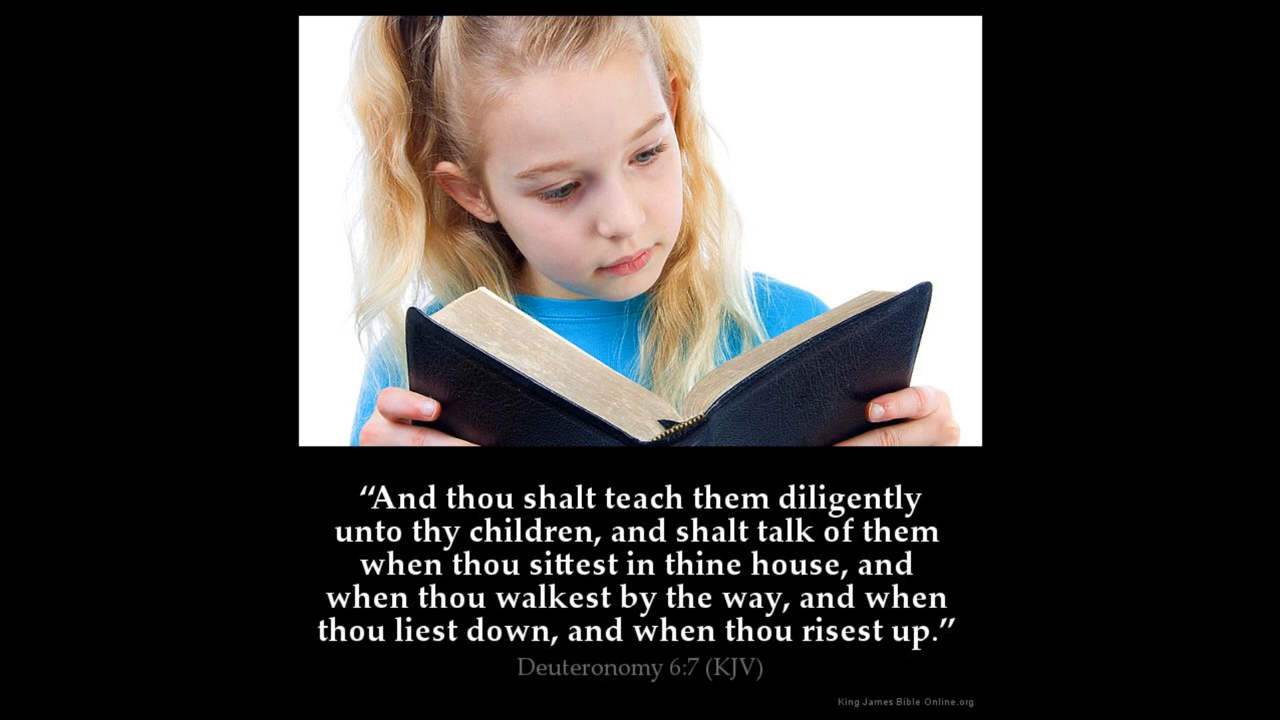 “And thou shalt teach them diligently
unto thy children, and shalt talk of them
when thou sittest in thine house, and
when thou walkest by the way, and when
thou liest down, and when thou risest up.”
Deuteronomy 6:7 (KJV)
King James Bible Online.org